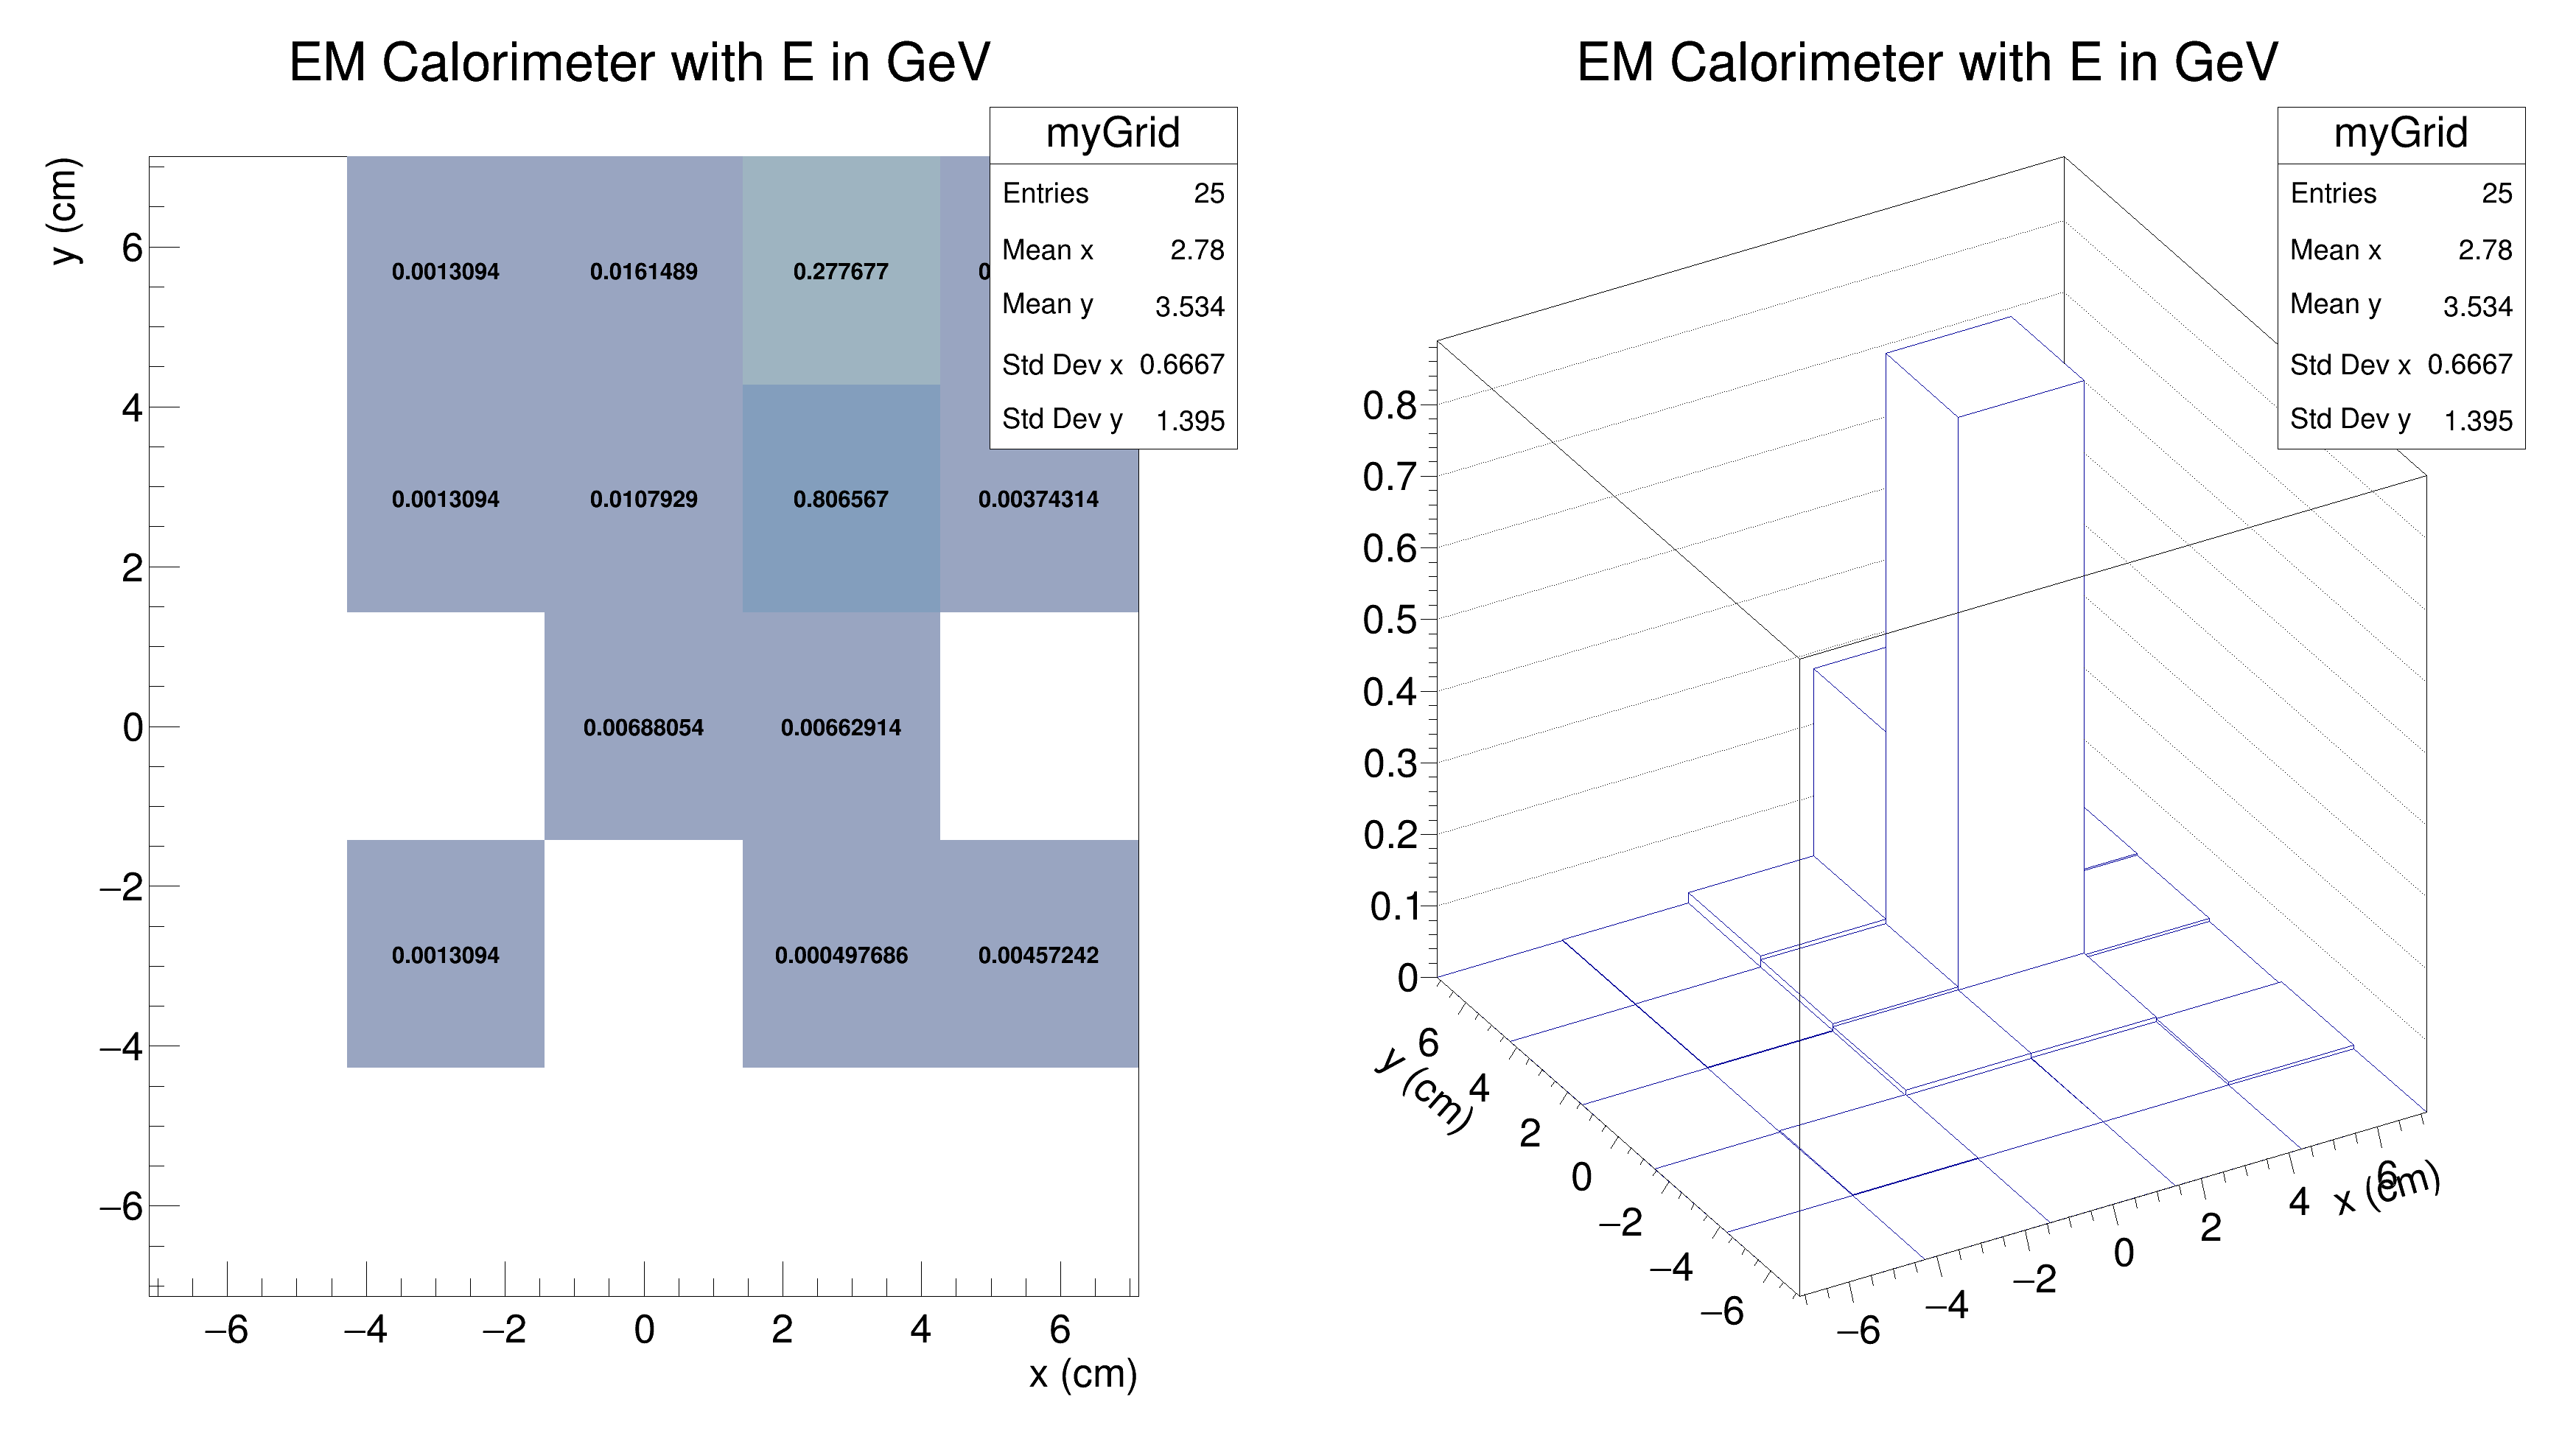 EM Calorimeter with E in GeV
myGrid
Entries 25
Mean x 2.78
Mean y 3.534
Std Dev x 0.6667
Std Dev y 1.395
y (cm)
6
4
2
0
−2
−4
−6
0.0013094 0.0161489 0.277677 0
0.0013094 0.0107929 0.806567 0.00374314
0.00688054 0.00662914
0.0013094 0.000497686 0.00457242
−6 −4 −2 0 2 4 6
x (cm)
EM Calorimeter with E in GeV
myGrid
Entries 25
Mean x 2.78
Mean y 3.534
Std Dev x 0.6667
Std Dev y 1.395
0.8
0.7
0.6
0.5
0.4
0.3
0.2
0.1
0
6
4
2
0
−2
−4
−6
y (cm)
−6 −4 −2 0 2 4 6
x (cm)